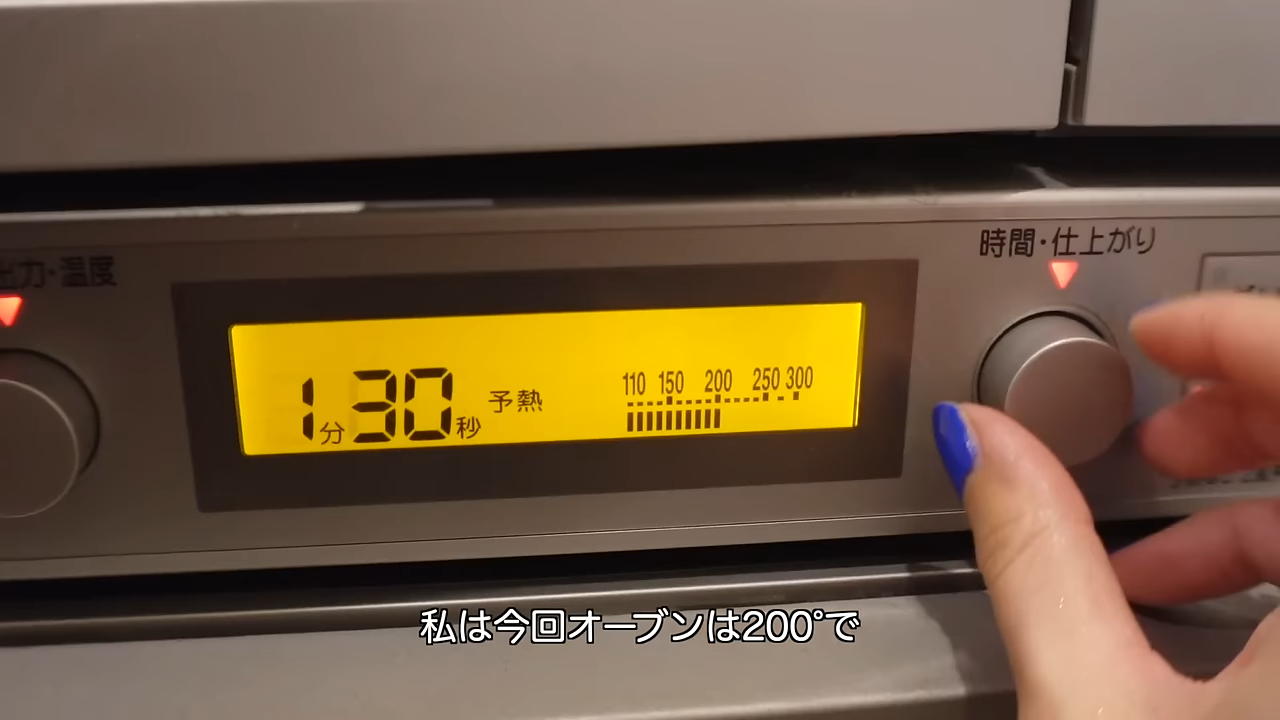 時間・仕上がり
出力・温度
110 150 200 250 300
1分30秒 予熱
私は今回オーブンは200°で